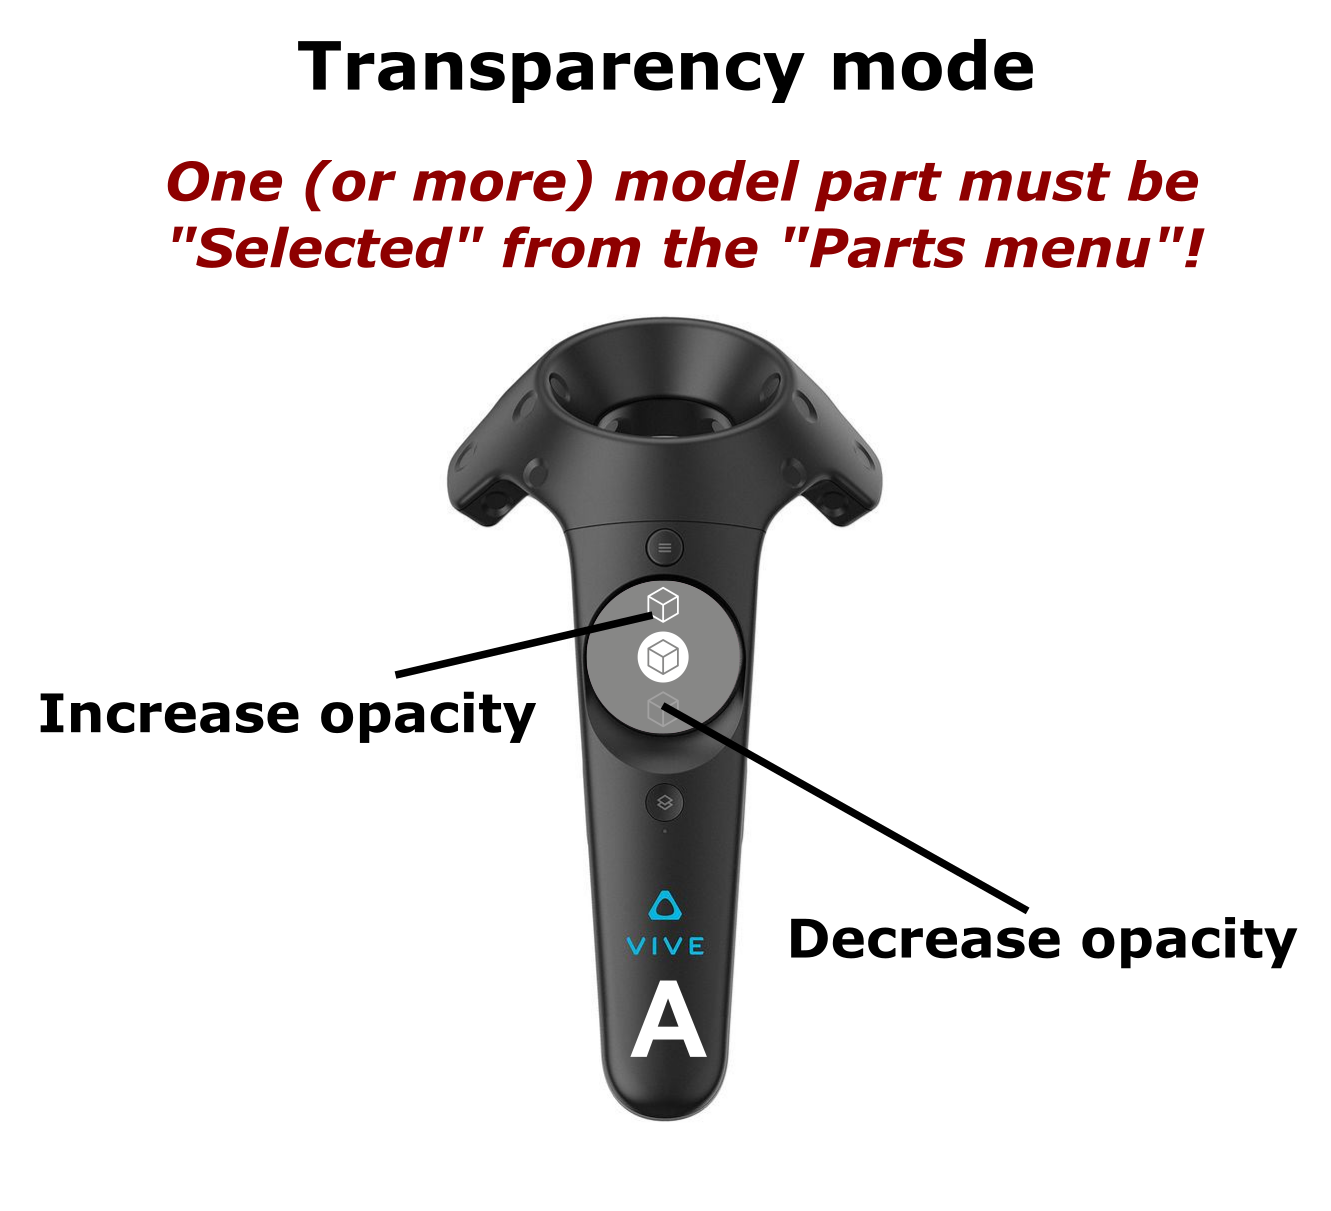 Transparency mode
One (or more) model part must be
"Selected" from the "Parts menu"!
Increase opacity
Decrease opacity
VIVE
A